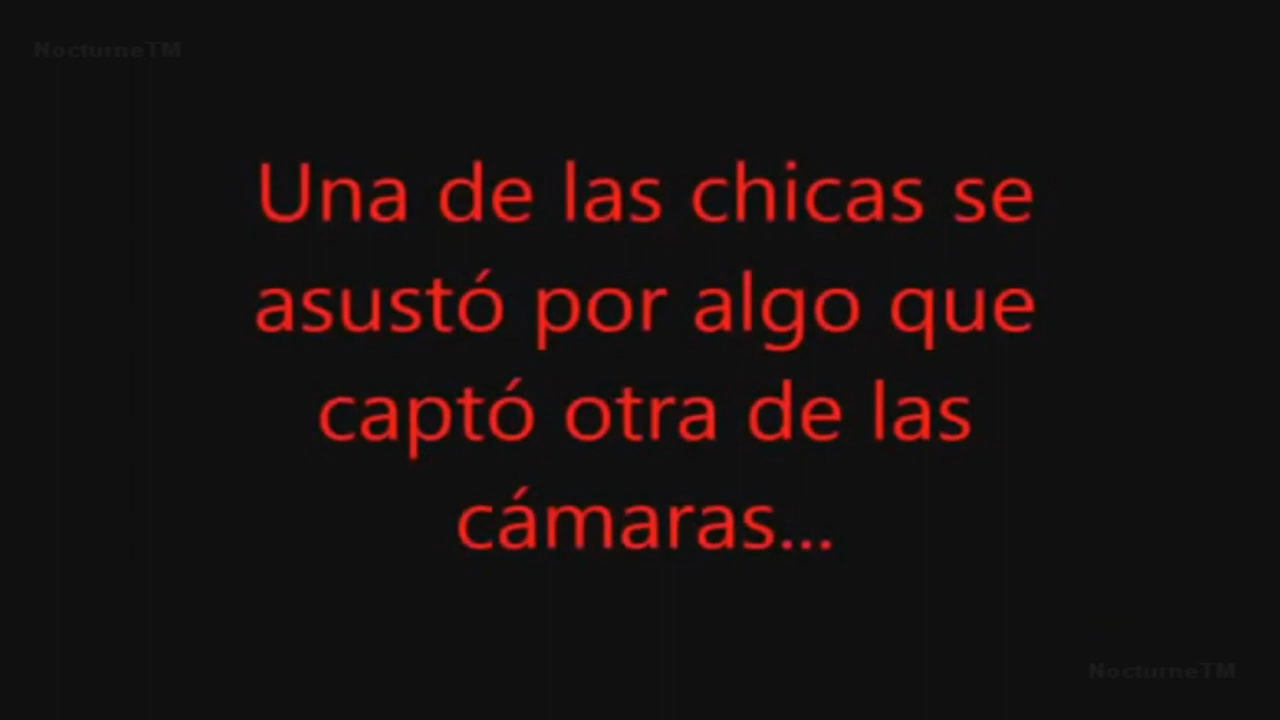 NocturneTM
Una de las chicas se
asustó por algo que
captó otra de las
cámaras...
NocturneTM